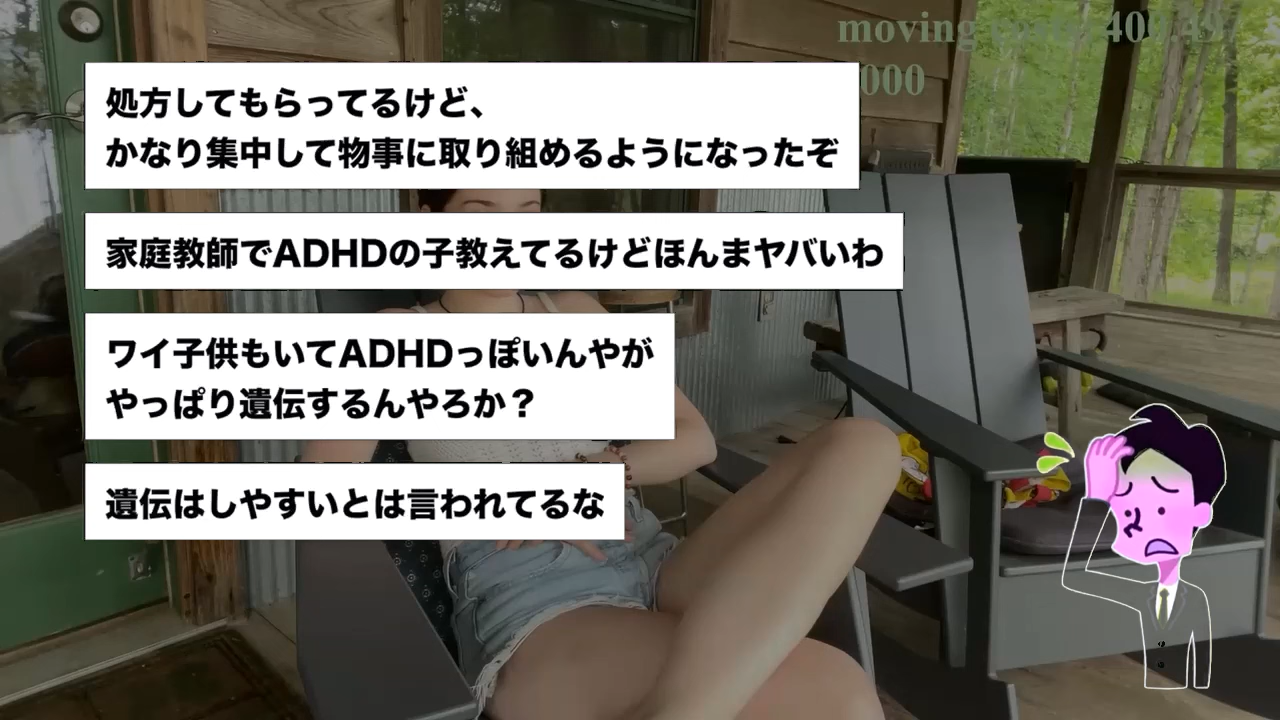 moving
000
処方してもらってるけど、
かなり集中して物事に取り組めるようになったぞ
家庭教師でADHDの子教えてるけどほんまヤバいわ
ワイ子供もいてADHDっぽいんやが
やっぱり遺伝するんやろか？
遺伝はしやすいとは言われてるな